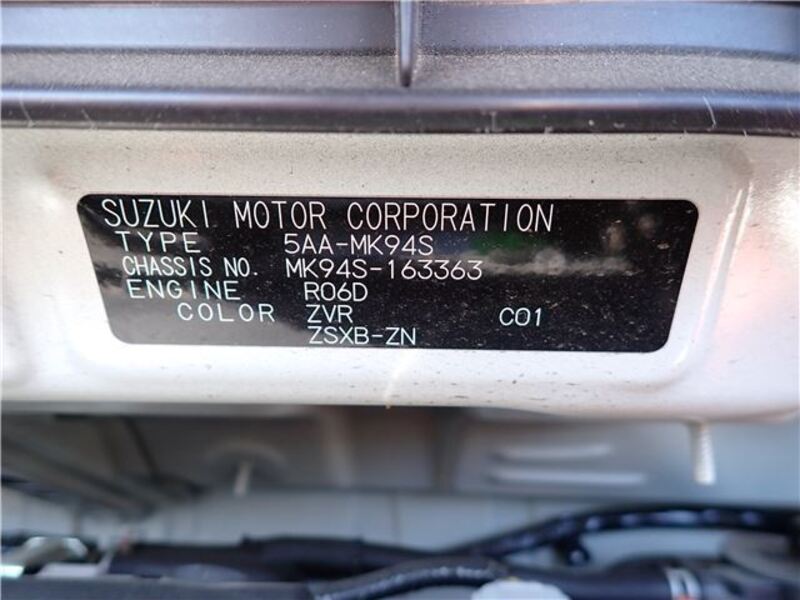 SUZUKI MOTOR CORPORATION
TYPE 5AA-MK94S
CHASSIS NO. MK94S-163363
ENGINE R06D
COLOR ZVR C01
ZSXB-ZN